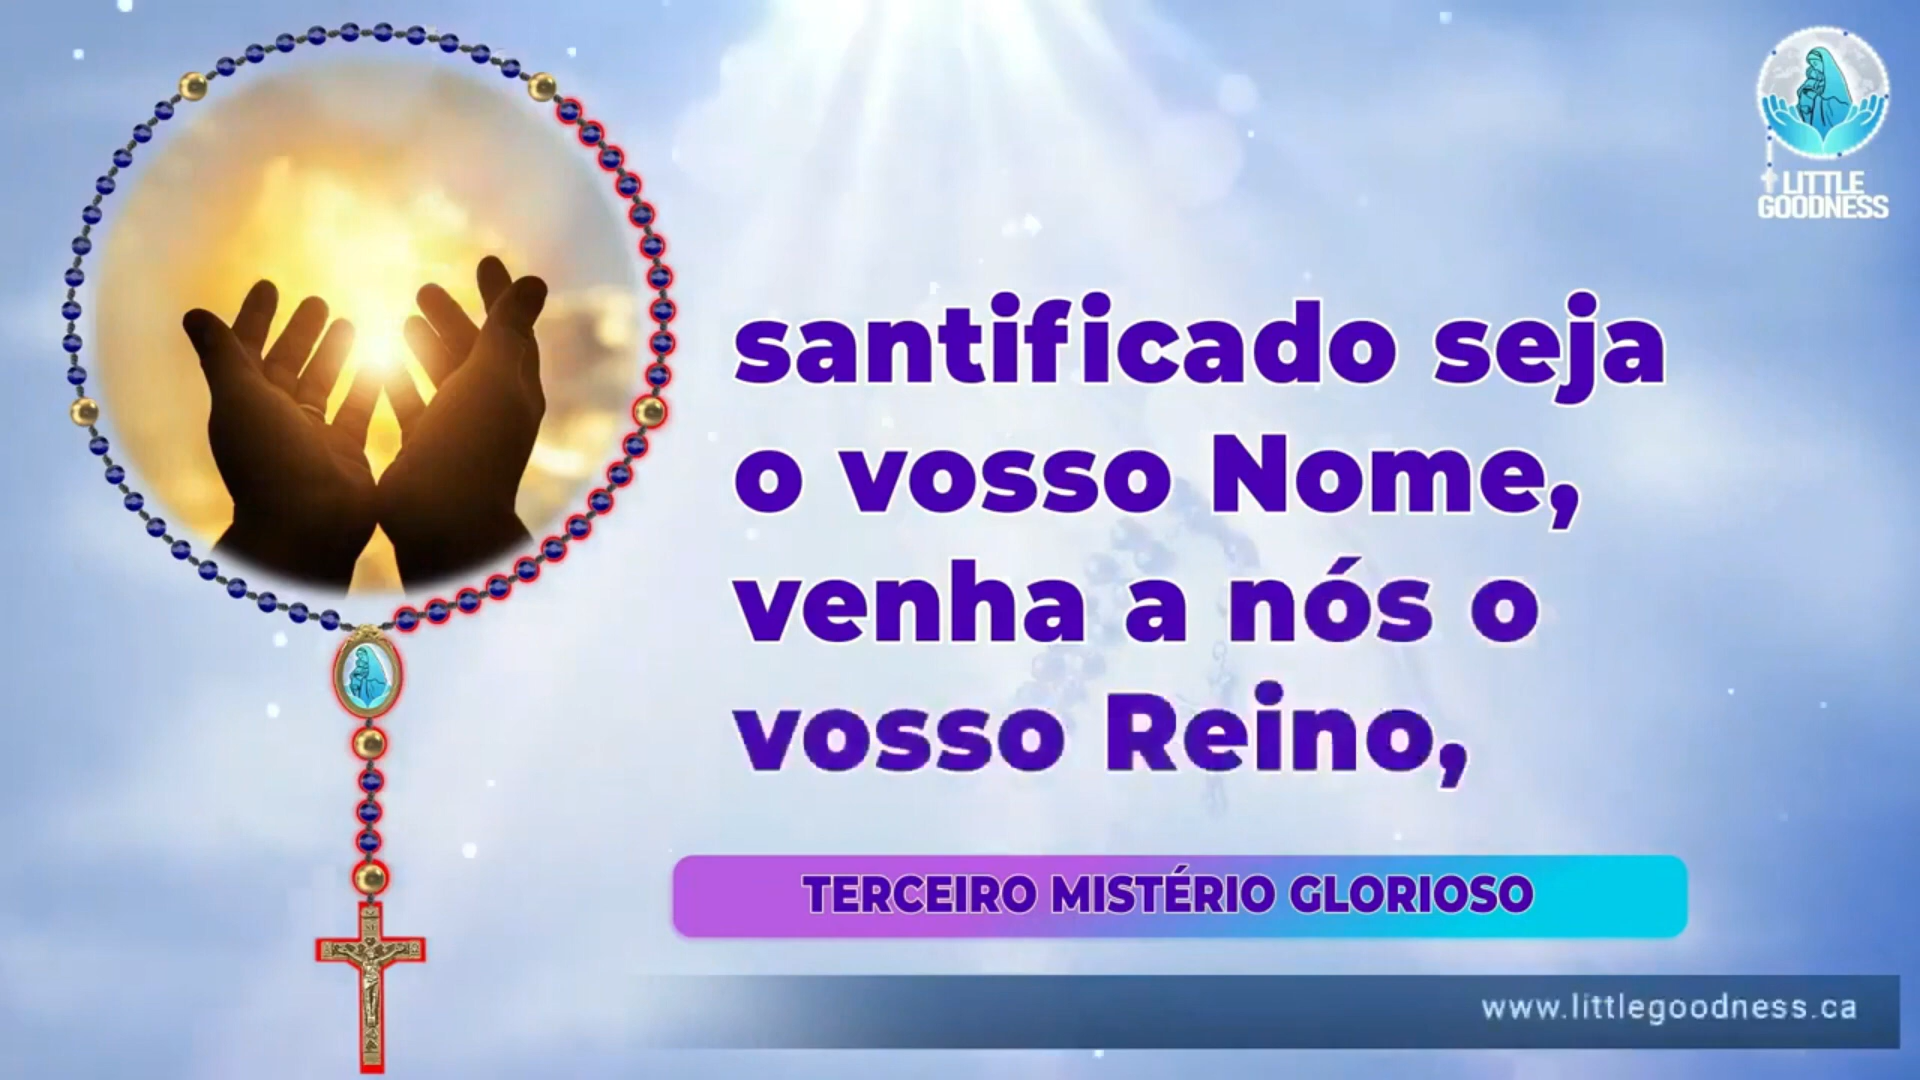 LITTLE
GOODNESS
santificado seja
o vosso Nome,
venha a nós o
vosso Reino,
TERCEIRO MISTÉRIO GLORIOSO
www.littlegoodness.ca